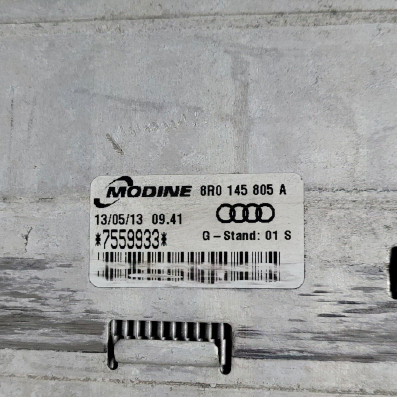 MODINE 8R0 145 805 A
13/05/13 09.41
*7559933* G-Stand: 01 S